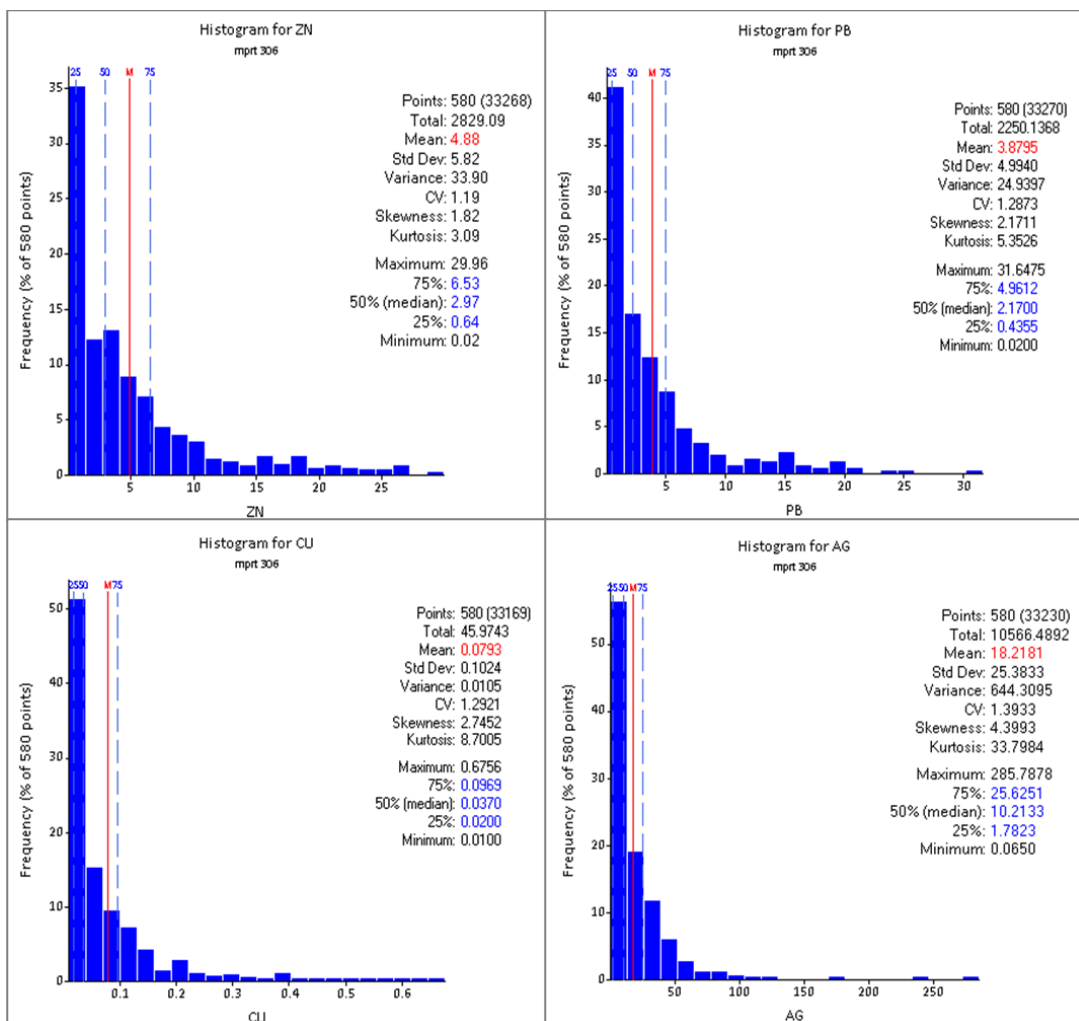 Histogram for ZN
mprt 306
25 50 M 75
Points: 580 (33268)
Total: 2829.09
Mean: 4.88
Std Dev: 5.82
Variance: 33.90
CV: 1.19
Skewness: 1.82
Kurtosis: 3.09
Maximum: 29.96
75%: 6.53
50% (median): 2.97
25%: 0.64
Minimum: 0.02
Frequency (% of 580 points)
35
30
25
20
15
10
5
0
5 10 15 20 25
ZN
Histogram for PB
mprt 306
25 50 M 75
Points: 580 (33270)
Total: 2250.1368
Mean: 3.8795
Std Dev: 4.9940
Variance: 24.9397
CV: 1.2873
Skewness: 2.1711
Kurtosis: 5.3526
Maximum: 31.6475
75%: 4.9612
50% (median): 2.1700
25%: 0.4355
Minimum: 0.0200
Frequency (% of 580 points)
40
35
30
25
20
15
10
5
0
5 10 15 20 25 30
PB
Histogram for CU
mprt 306
25 50 M 75
Points: 580 (33169)
Total: 45.9743
Mean: 0.0793
Std Dev: 0.1024
Variance: 0.0105
CV: 1.2921
Skewness: 2.7452
Kurtosis: 8.7005
Maximum: 0.6756
75%: 0.0969
50% (median): 0.0370
25%: 0.0200
Minimum: 0.0100
Frequency (% of 580 points)
50
40
30
20
10
0
0.1 0.2 0.3 0.4 0.5 0.6
CU
Histogram for AG
mprt 306
25 50 M 75
Points: 580 (33230)
Total: 10566.4892
Mean: 18.2181
Std Dev: 25.3833
Variance: 644.3095
CV: 1.3933
Skewness: 4.3993
Kurtosis: 33.7984
Maximum: 285.7878
75%: 25.6251
50% (median): 10.2133
25%: 1.7823
Minimum: 0.0650
Frequency (% of 580 points)
50
40
30
20
10
0
50 100 150 200 250
AG